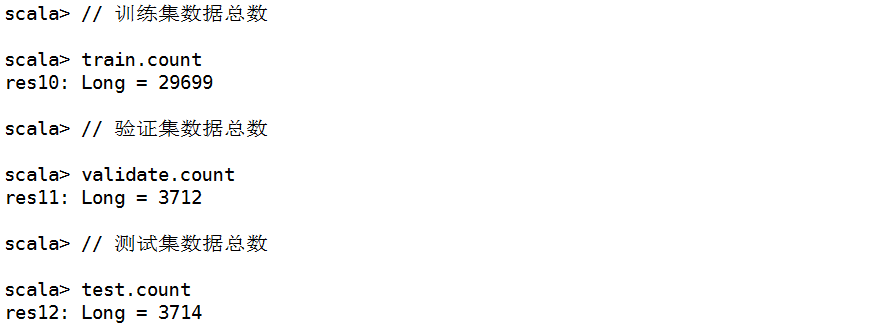 scala> // 训练集数据总数
scala> train.count
res10: Long = 29699
scala> // 验证集数据总数
scala> validate.count
res11: Long = 3712
scala> // 测试集数据总数
scala> test.count
res12: Long = 3714